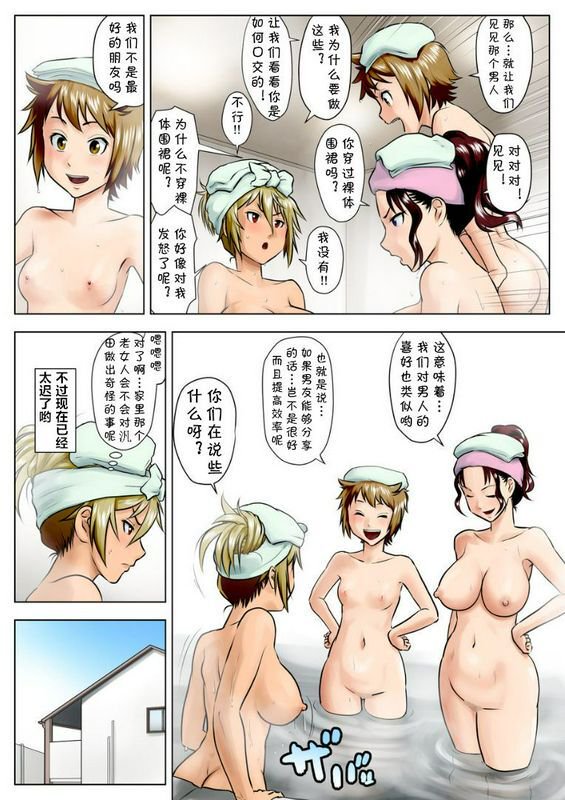 那么…就让我们
见见那个男人
对对对！
见见！
我为什么要做
这些？
让我们看看你是
如何口交的！
你穿过裸体
围裙吗？
不行!!
我没有!!
为什么不穿裸
体围裙呢？
你好像对我
发怒了呢？
我们不是最
好的朋友吗
这意味着…
我们对男人的
喜好也类似哟
也就是说…
如果男友能够分享
的话…岂不是很好
而且提高效率呢
你们在说些
什么呀？
ザバ
嗯嗯嗯
对了啊…家里那个
老女人会不会对
田做出奇怪的事呢
不过现在已经
太迟了哟